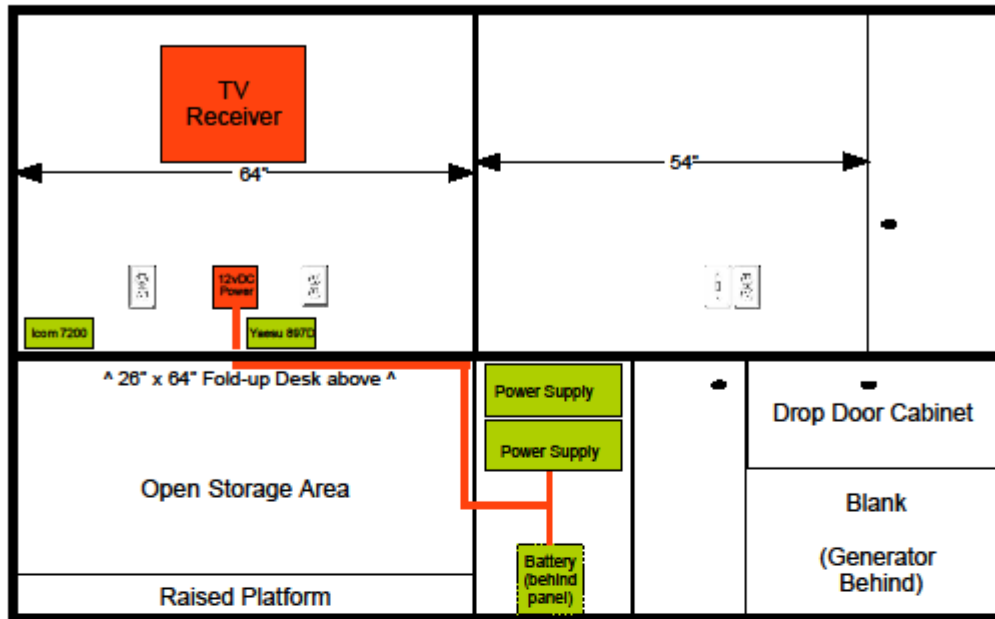 TV
Receiver
64"
54"
12vDC
Power
Icom 7200
Yaesu 897D
^ 26" x 64" Fold-up Desk above ^
Power Supply
Power Supply
Drop Door Cabinet
Open Storage Area
Blank
(Generator
Behind)
Battery
(behind
panel)
Raised Platform